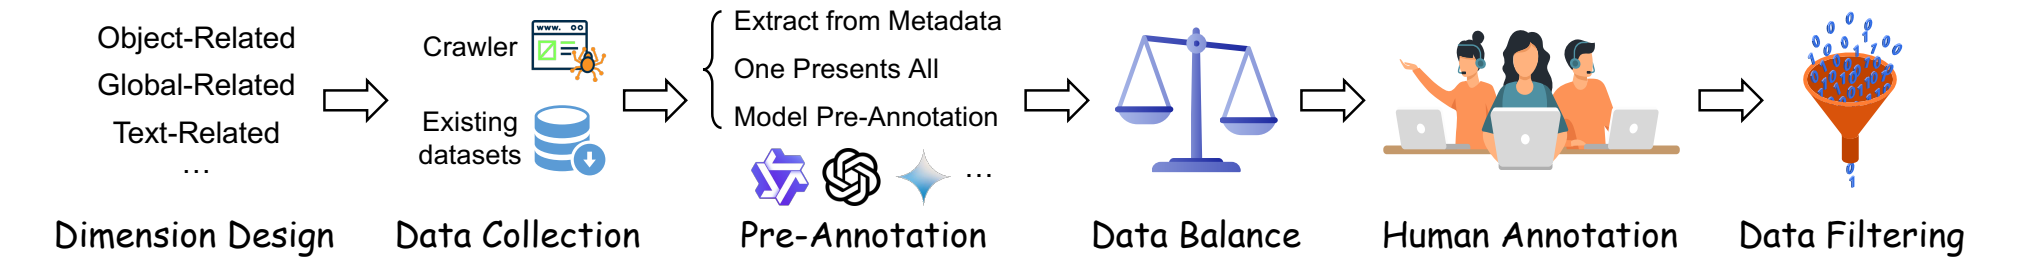 Object-Related
Global-Related
Text-Related
...
Dimension Design
Crawler
www.
Existing
datasets
Data Collection
Extract from Metadata
One Presents All
Model Pre-Annotation
...
Pre-Annotation
Data Balance
Human Annotation
Data Filtering